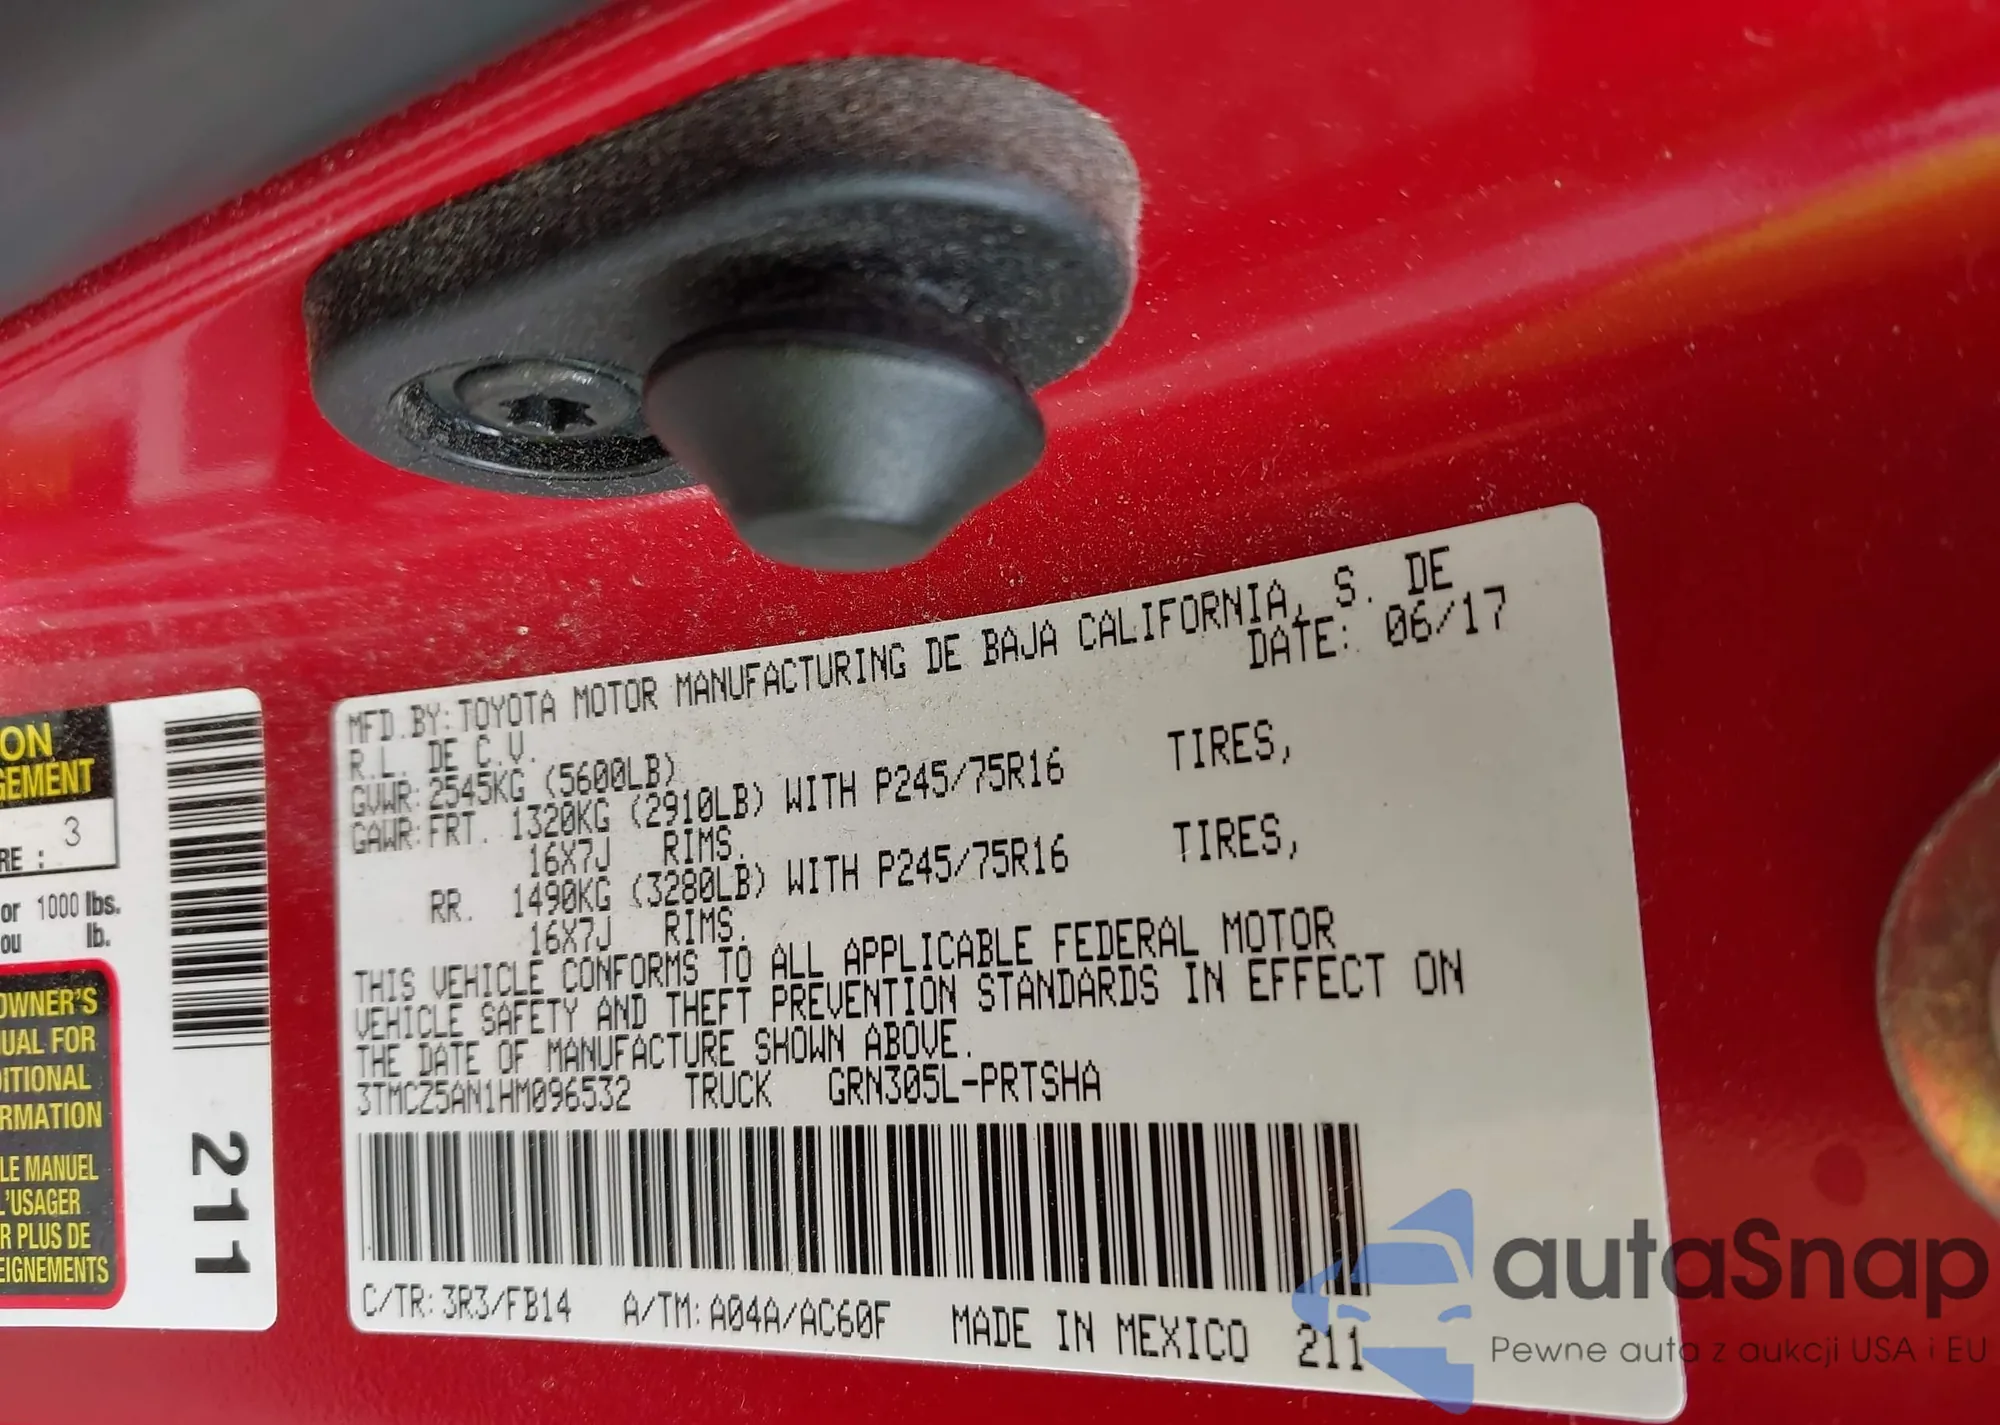 ON
GEMENT
RE : 3
or 1000 lbs.
ou lb.
OWNER'S
UAL FOR
DITIONAL
RMATION
LE MANUEL
L'USAGER
R PLUS DE
EIGNEMENTS
211
MFD.BY:TOYOTA MOTOR MANUFACTURING DE BAJA CALIFORNIA, S. DE
R.L. DE C.V. DATE: 06/17
GVWR:2545KG (5600LB)
GAWR:FRT. 1320KG (2910LB) WITH P245/75R16 TIRES,
16X7J RIMS.
RR. 1490KG (3280LB) WITH P245/75R16 TIRES,
16X7J RIMS.
THIS VEHICLE CONFORMS TO ALL APPLICABLE FEDERAL MOTOR
VEHICLE SAFETY AND THEFT PREVENTION STANDARDS IN EFFECT ON
THE DATE OF MANUFACTURE SHOWN ABOVE.
3TMCZ5AN1HM096532 TRUCK GRN305L-PRTSHA
C/TR:3R3/FB14 A/TM:A04A/AC60F MADE IN MEXICO 211
autaSnap
Pewne auta z aukcji USA i EU